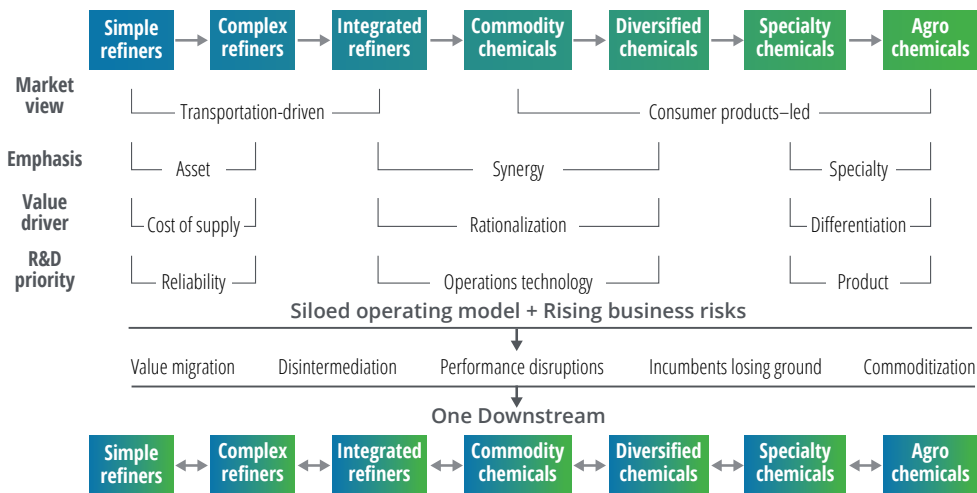 Simple refiners
Complex refiners
Integrated refiners
Commodity chemicals
Diversified chemicals
Specialty chemicals
Agro chemicals
Market view
Transportation-driven
Consumer products–led
Emphasis
Asset
Synergy
Specialty
Value driver
Cost of supply
Rationalization
Differentiation
R&D priority
Reliability
Operations technology
Product
Siloed operating model + Rising business risks
Value migration
Disintermediation
Performance disruptions
Incumbents losing ground
Commoditization
One Downstream
Simple refiners
Complex refiners
Integrated refiners
Commodity chemicals
Diversified chemicals
Specialty chemicals
Agro chemicals